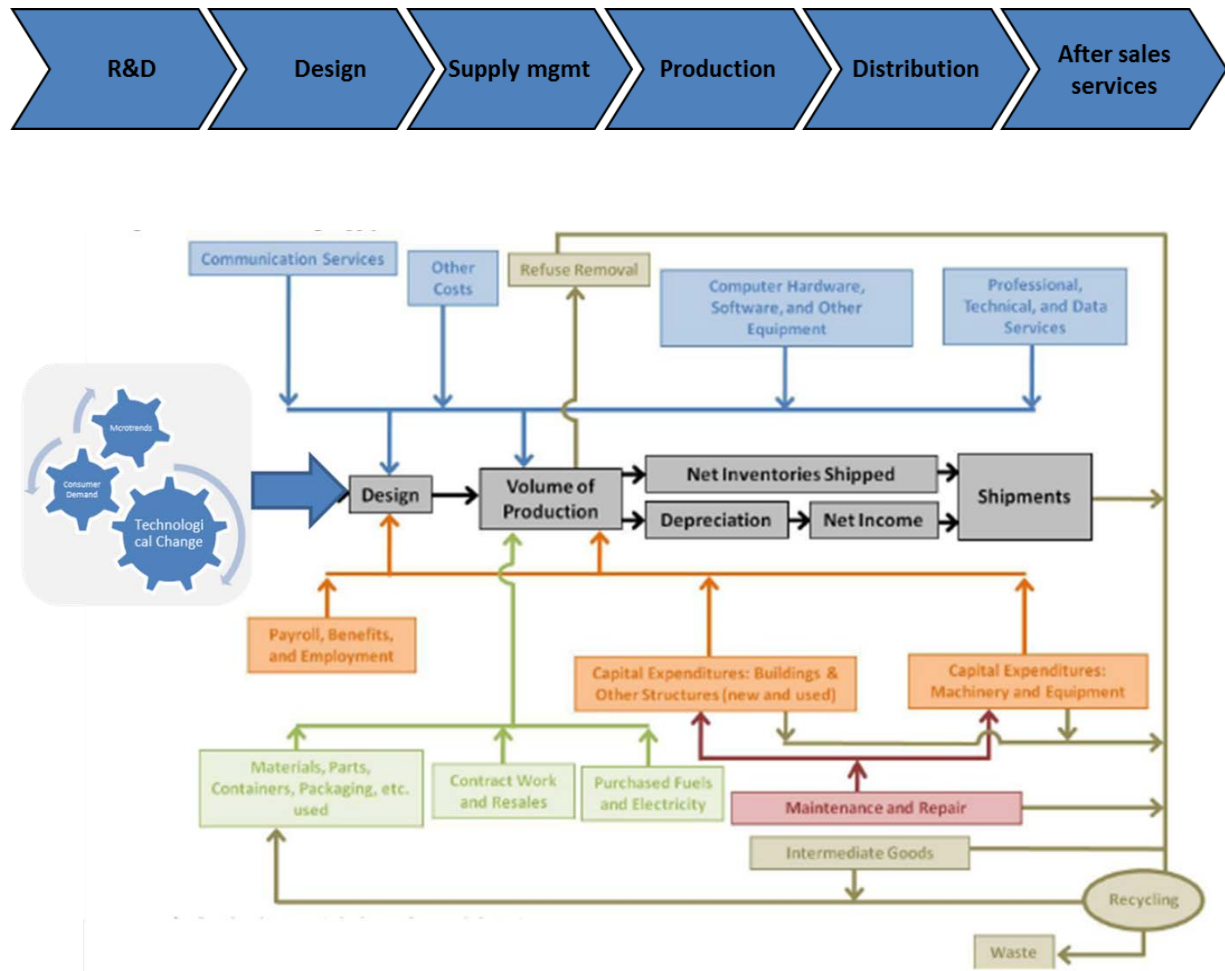 R&D
Design
Supply mgmt
Production
Distribution
After sales
services
Communication Services
Other
Costs
Refuse Removal
Computer Hardware,
Software, and Other
Equipment
Professional,
Technical, and Data
Services
Mcrotrends
Consumer
Demand
Technologi
cal Change
Design
Volume of
Production
Net Inventories Shipped
Depreciation
Net Income
Shipments
Payroll, Benefits,
and Employment
Capital Expenditures: Buildings &
Other Structures (new and used)
Capital Expenditures:
Machinery and Equipment
Materials, Parts,
Containers, Packaging, etc.
used
Contract Work
and Resales
Purchased Fuels
and Electricity
Maintenance and Repair
Intermediate Goods
Recycling
Waste